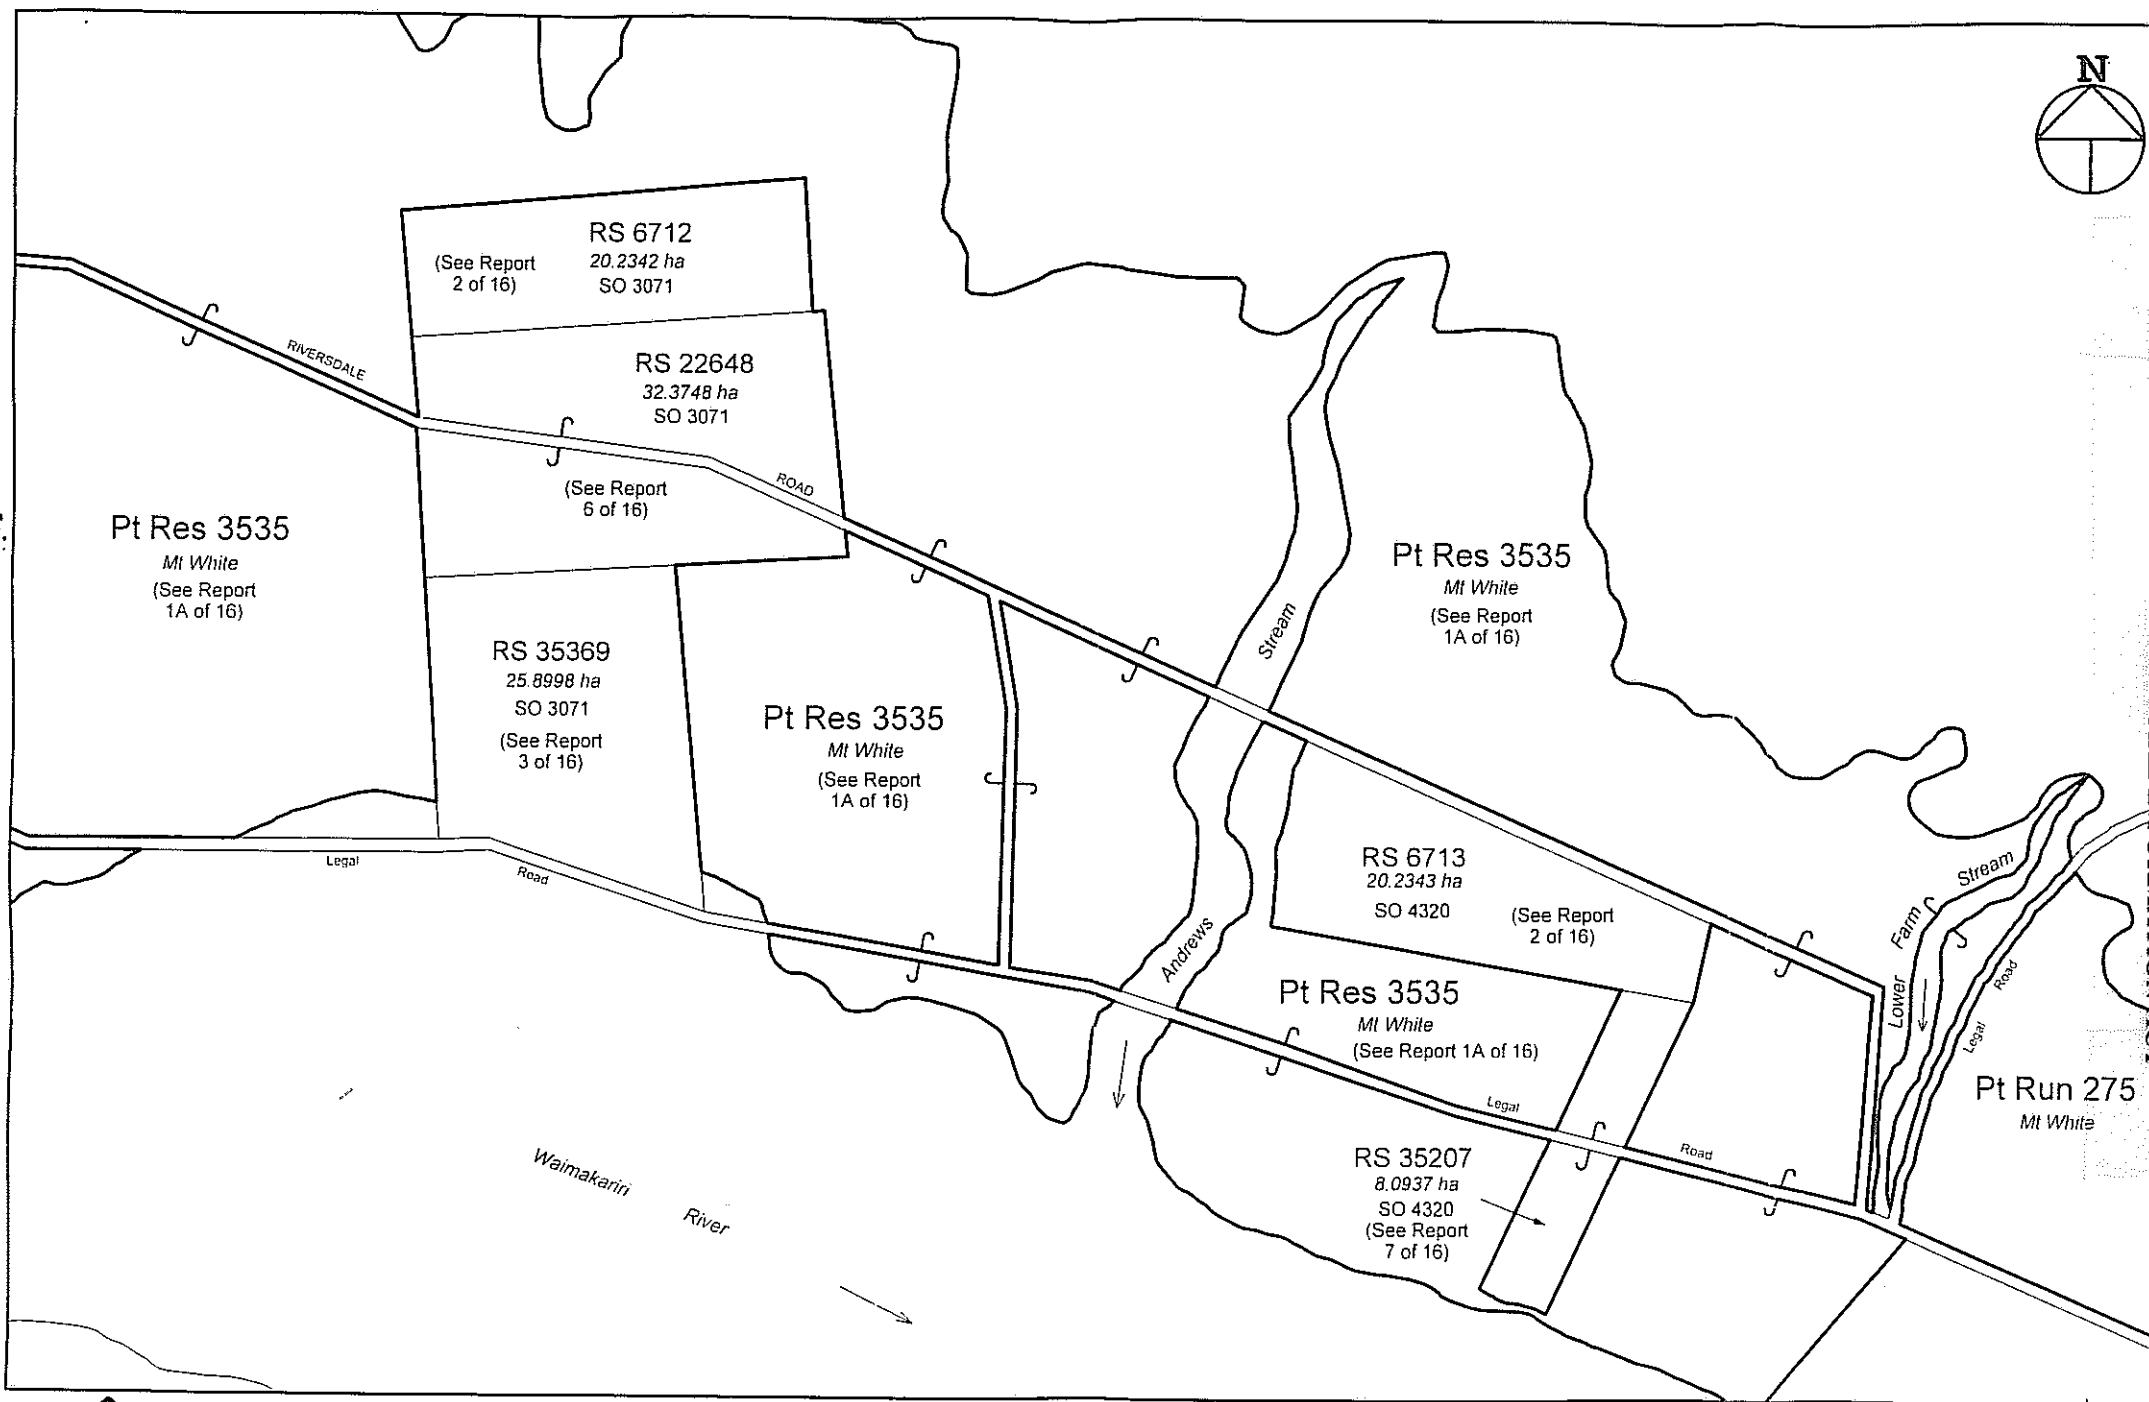 N
RS 6712
20.2342 ha
SO 3071
(See Report
2 of 16)
RIVERSDALE
RS 22648
32.3748 ha
SO 3071
ROAD
(See Report
6 of 16)
Pt Res 3535
Mt White
(See Report
1A of 16)
Pt Res 3535
Mt White
(See Report
1A of 16)
Stream
RS 35369
25.8998 ha
SO 3071
(See Report
3 of 16)
Pt Res 3535
Mt White
(See Report
1A of 16)
Legal
Road
RS 6713
20.2343 ha
SO 4320
(See Report
2 of 16)
Stream
Farm
Lower
Andrews
Road
Legal
Pt Res 3535
Mt White
(See Report 1A of 16)
Pt Run 275
Mt White
Legal
Road
RS 35207
8.0937 ha
SO 4320
(See Report
7 of 16)
Waimakariri
River